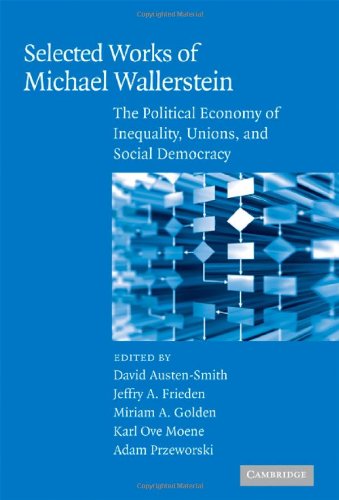 Selected Works of
Michael Wallerstein
The Political Economy of
Inequality, Unions, and
Social Democracy
EDITED BY
David Austen-Smith
Jeffry A. Frieden
Miriam A. Golden
Karl Ove Moene
Adam Przeworski
CAMBRIDGE